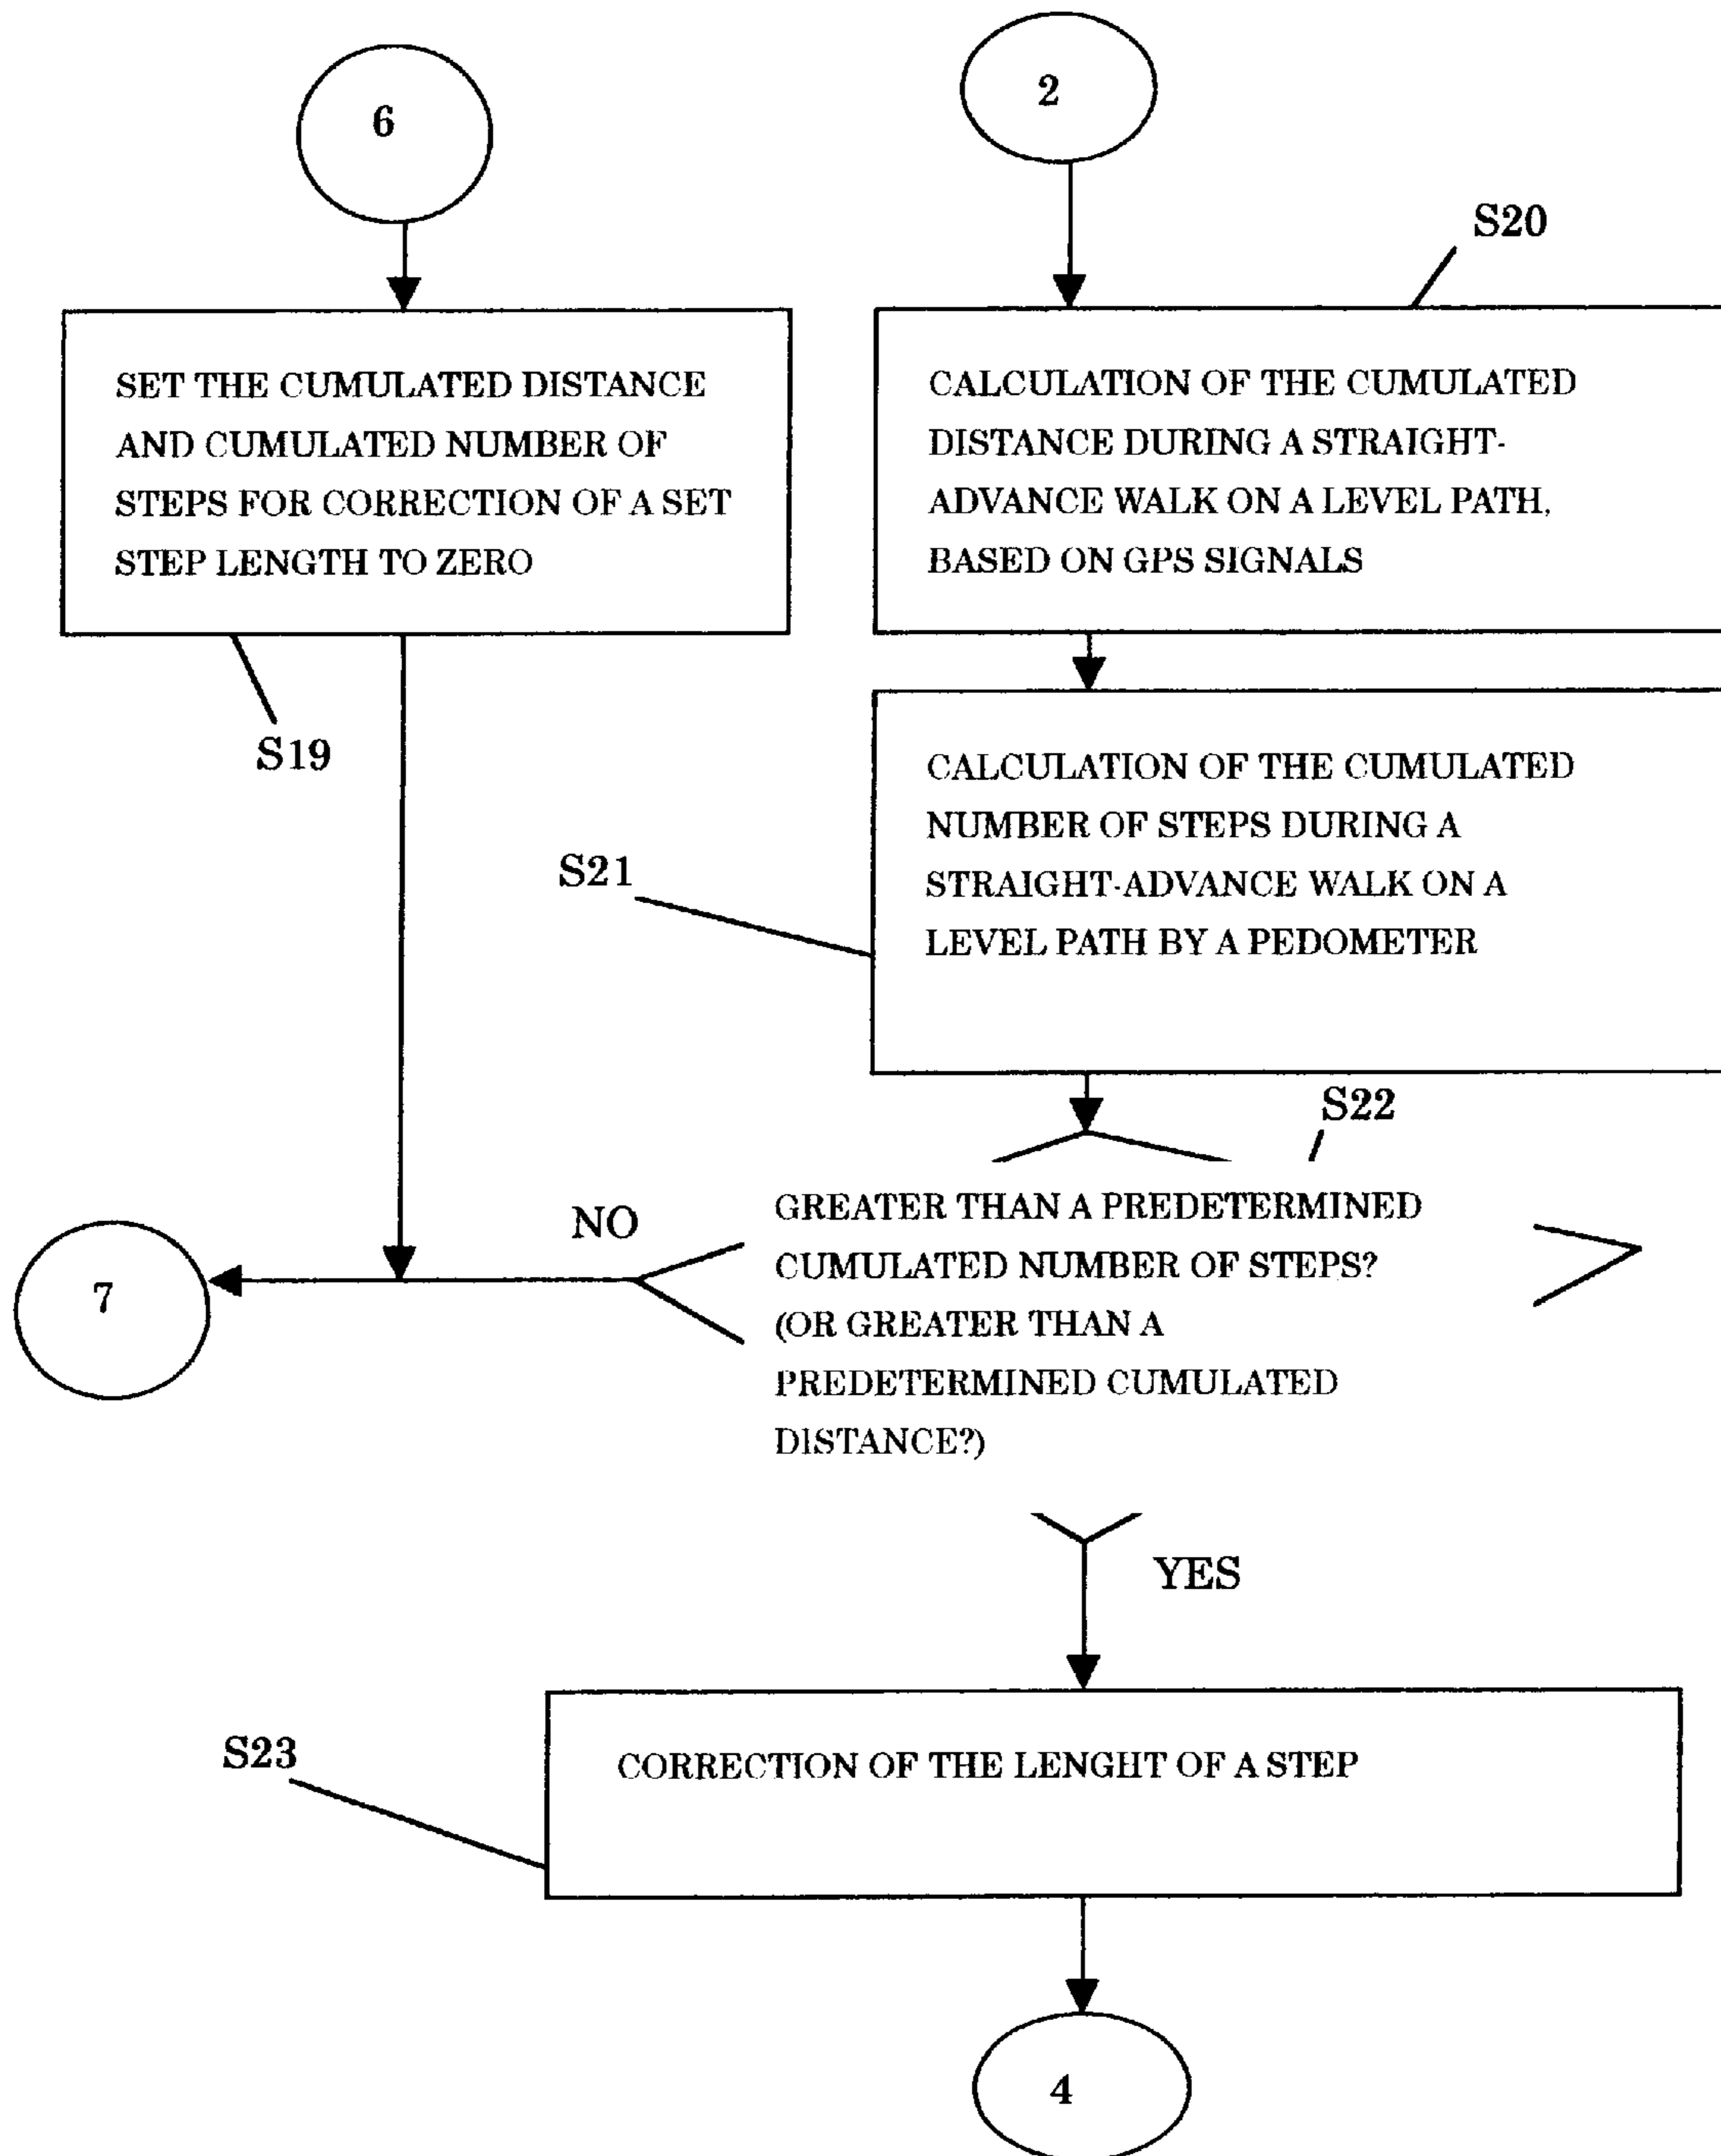 6
2
S20
SET THE CUMULATED DISTANCE
AND CUMULATED NUMBER OF
STEPS FOR CORRECTION OF A SET
STEP LENGTH TO ZERO
CALCULATION OF THE CUMULATED
DISTANCE DURING A STRAIGHT-
ADVANCE WALK ON A LEVEL PATH,
BASED ON GPS SIGNALS
S19
CALCULATION OF THE CUMULATED
NUMBER OF STEPS DURING A
STRAIGHT-ADVANCE WALK ON A
LEVEL PATH BY A PEDOMETER
S21
S22
NO
GREATER THAN A PREDETERMINED
CUMULATED NUMBER OF STEPS?
(OR GREATER THAN A
PREDETERMINED CUMULATED
DISTANCE?)
7
YES
S23
CORRECTION OF THE LENGHT OF A STEP
4